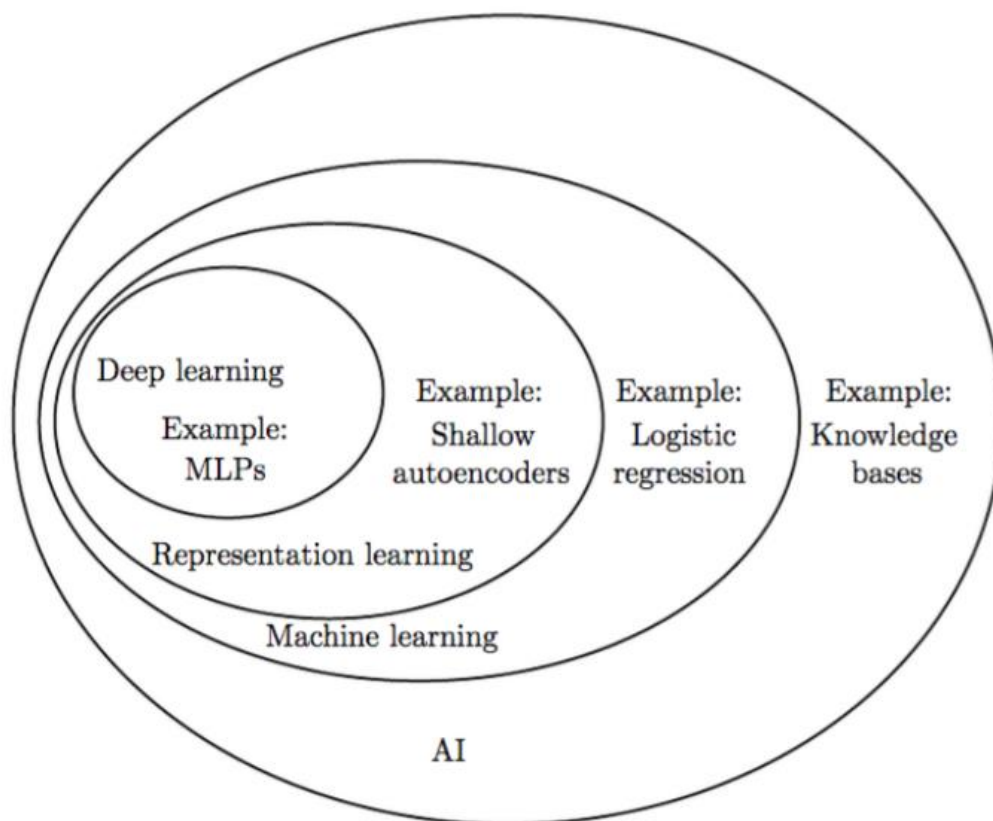 Deep learning
Example:
MLPs
Example:
Shallow
autoencoders
Example:
Logistic
regression
Example:
Knowledge
bases
Representation learning
Machine learning
AI